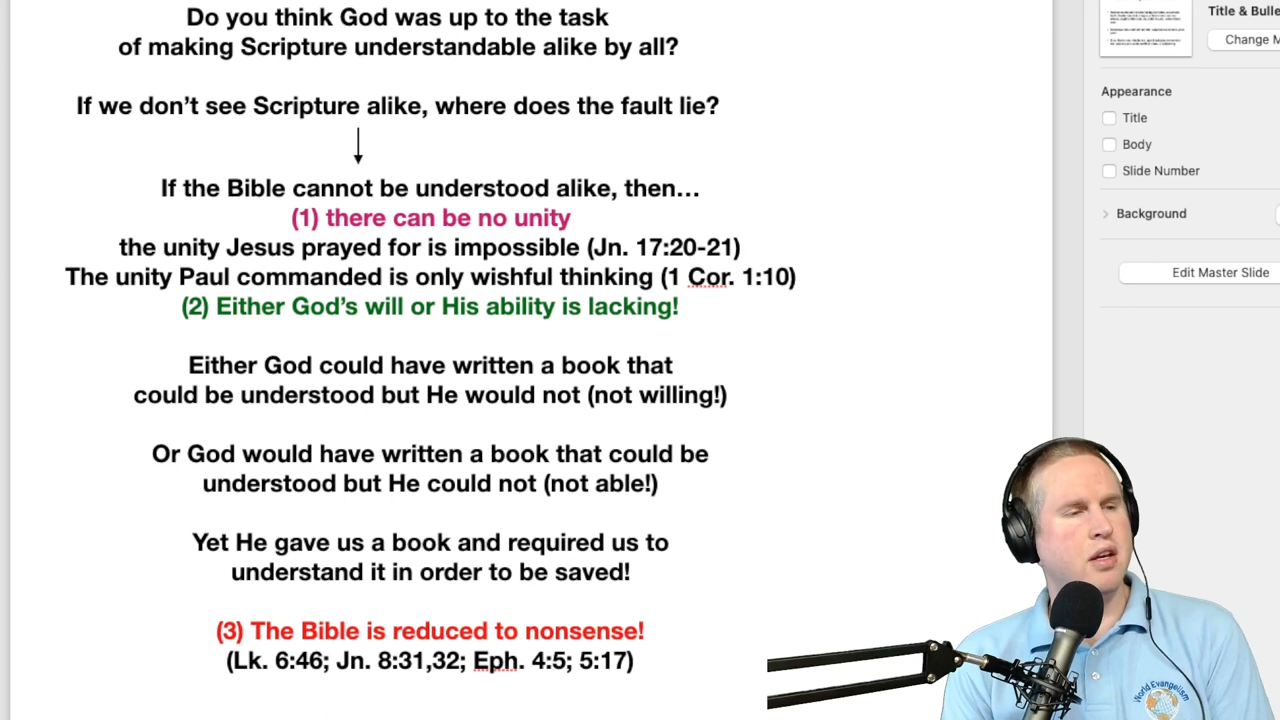 Do you think God was up to the task
of making Scripture understandable alike by all?
If we don't see Scripture alike, where does the fault lie?
If the Bible cannot be understood alike, then…
(1) there can be no unity
the unity Jesus prayed for is impossible (Jn. 17:20-21)
The unity Paul commanded is only wishful thinking (1 Cor. 1:10)
(2) Either God's will or His ability is lacking!
Either God could have written a book that
could be understood but He would not (not willing!)
Or God would have written a book that could be
understood but He could not (not able!)
Yet He gave us a book and required us to
understand it in order to be saved!
(3) The Bible is reduced to nonsense!
(Lk. 6:46; Jn. 8:31,32; Eph. 4:5; 5:17)
Title & Bulle
Change M
Appearance
Title
Body
Slide Number
Background
Edit Master Slide
World Evangelism